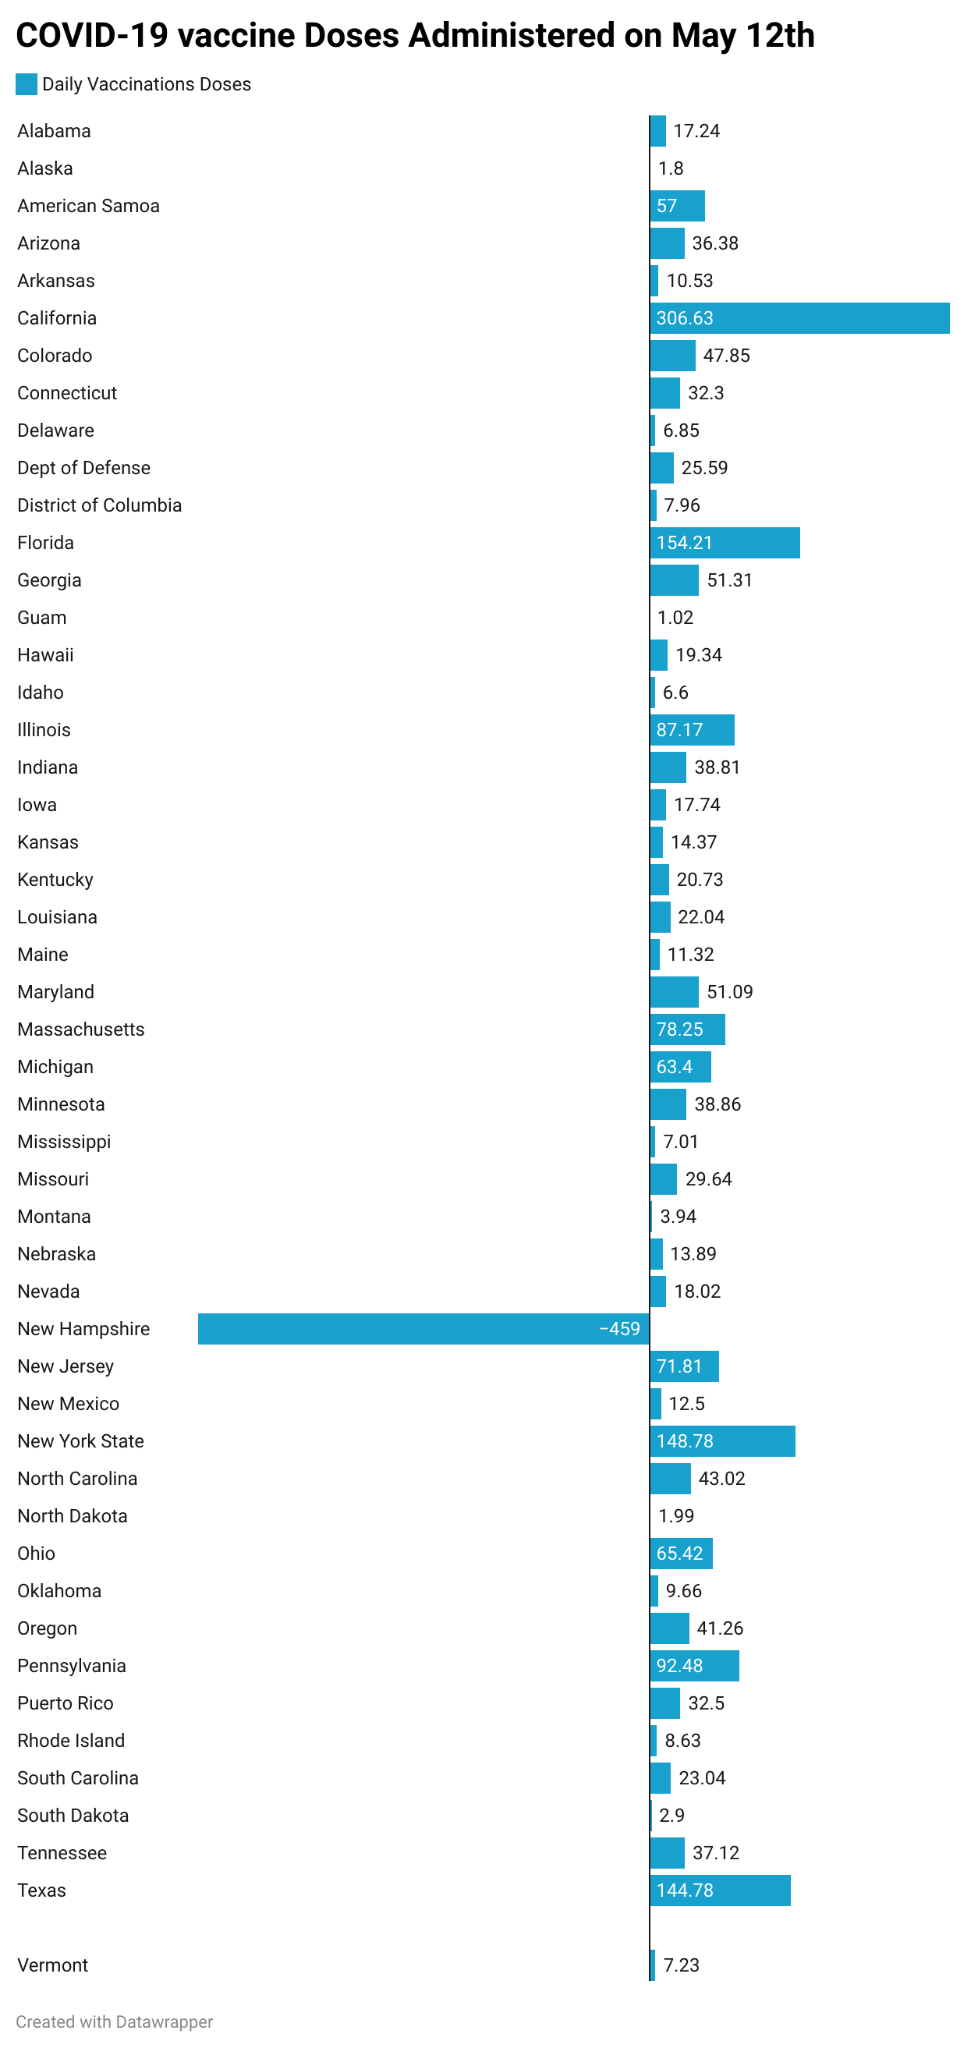 COVID-19 vaccine Doses Administered on May 12th
Daily Vaccinations Doses
Alabama 17.24
Alaska 1.8
American Samoa 57
Arizona 36.38
Arkansas 10.53
California 306.63
Colorado 47.85
Connecticut 32.3
Delaware 6.85
Dept of Defense 25.59
District of Columbia 7.96
Florida 154.21
Georgia 51.31
Guam 1.02
Hawaii 19.34
Idaho 6.6
Illinois 87.17
Indiana 38.81
Iowa 17.74
Kansas 14.37
Kentucky 20.73
Louisiana 22.04
Maine 11.32
Maryland 51.09
Massachusetts 78.25
Michigan 63.4
Minnesota 38.86
Mississippi 7.01
Missouri 29.64
Montana 3.94
Nebraska 13.89
Nevada 18.02
New Hampshire −459
New Jersey 71.81
New Mexico 12.5
New York State 148.78
North Carolina 43.02
North Dakota 1.99
Ohio 65.42
Oklahoma 9.66
Oregon 41.26
Pennsylvania 92.48
Puerto Rico 32.5
Rhode Island 8.63
South Carolina 23.04
South Dakota 2.9
Tennessee 37.12
Texas 144.78
Vermont 7.23
Created with Datawrapper